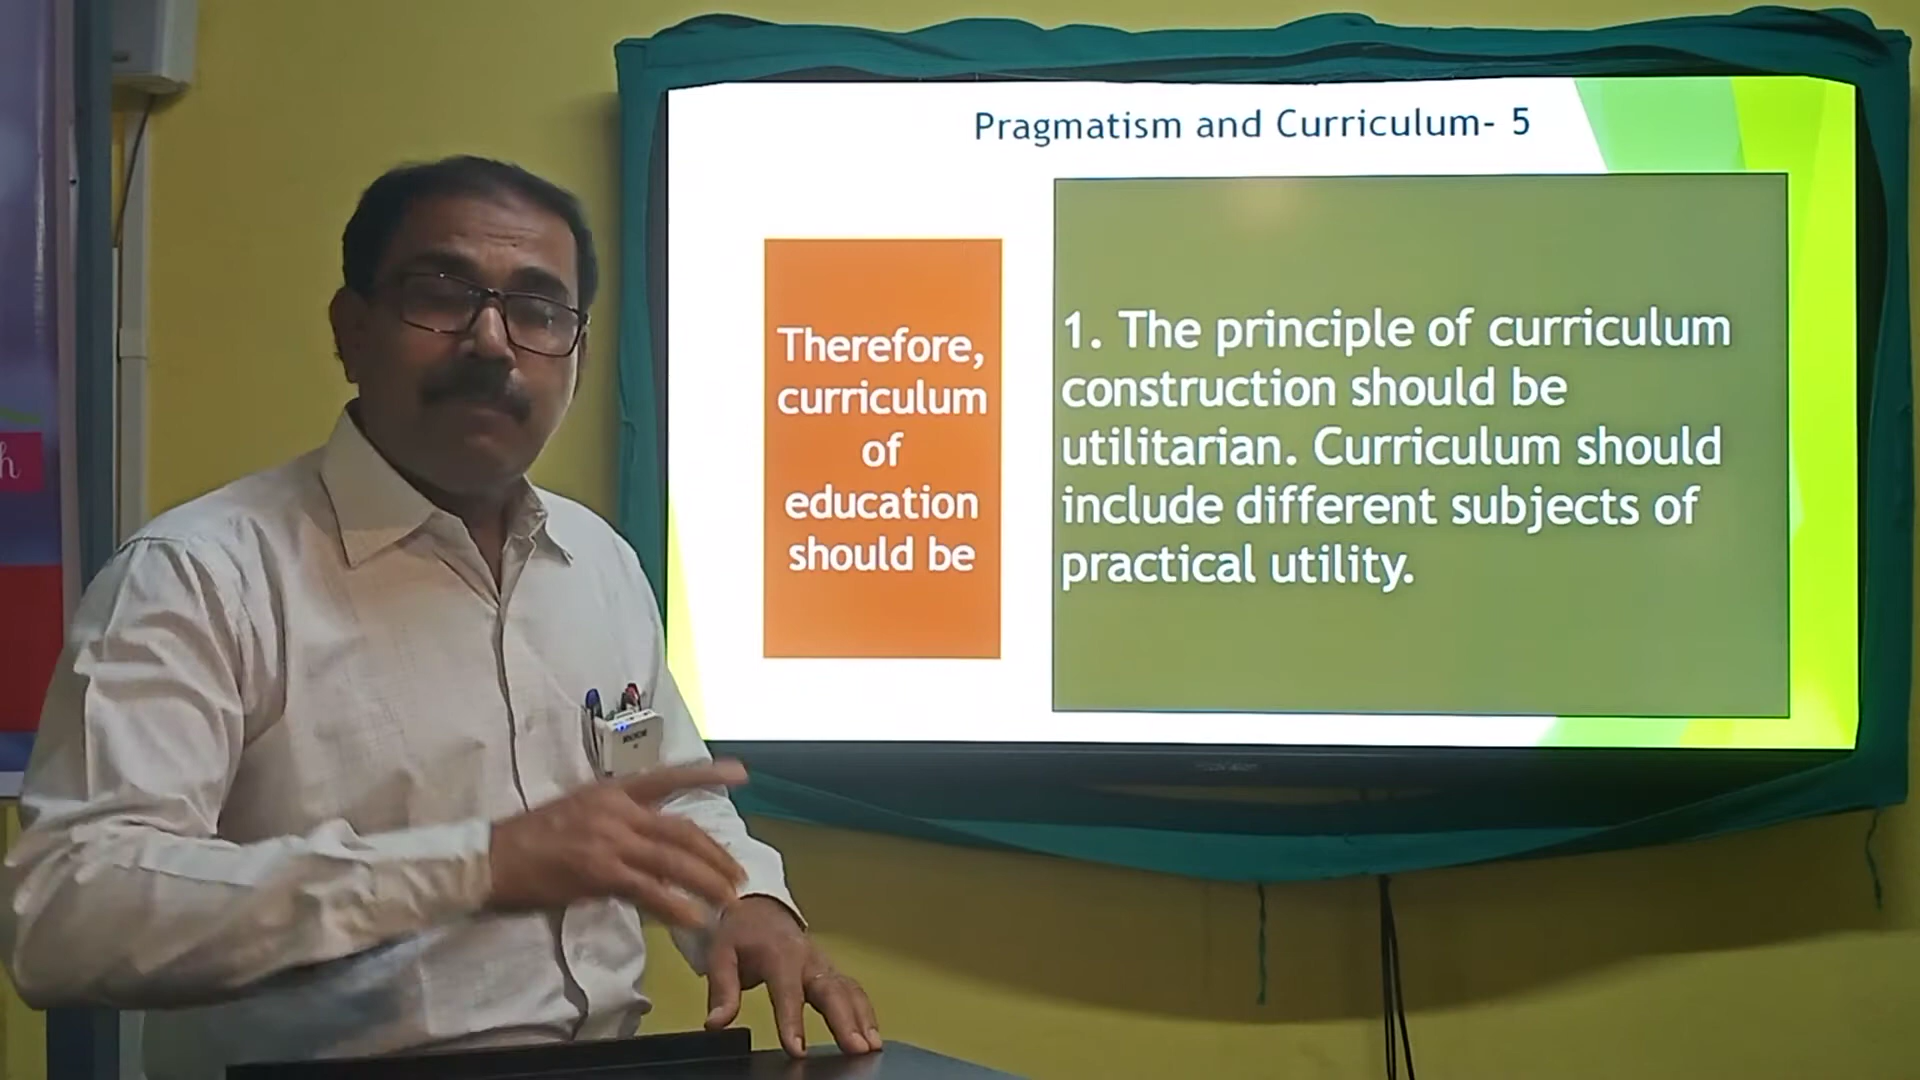 Pragmatism and Curriculum- 5
Therefore,
curriculum
of
education
should be
1. The principle of curriculum
construction should be
utilitarian. Curriculum should
include different subjects of
practical utility.
h